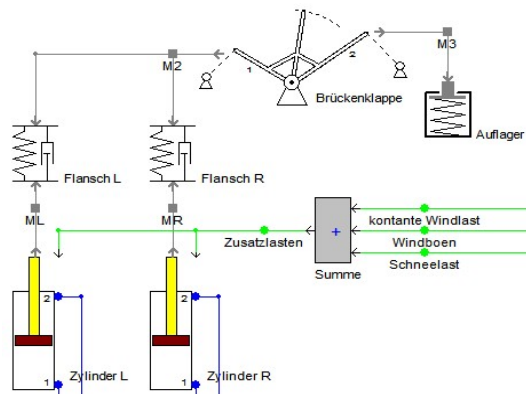 M2
M3
1
2
Brückenklappe
Auflager
Flansch L
Flansch R
ML
MR
kontante Windlast
Zusatzlasten
+
Windboen
Summe
Schneelast
2
2
Zylinder L
Zylinder R
1
1